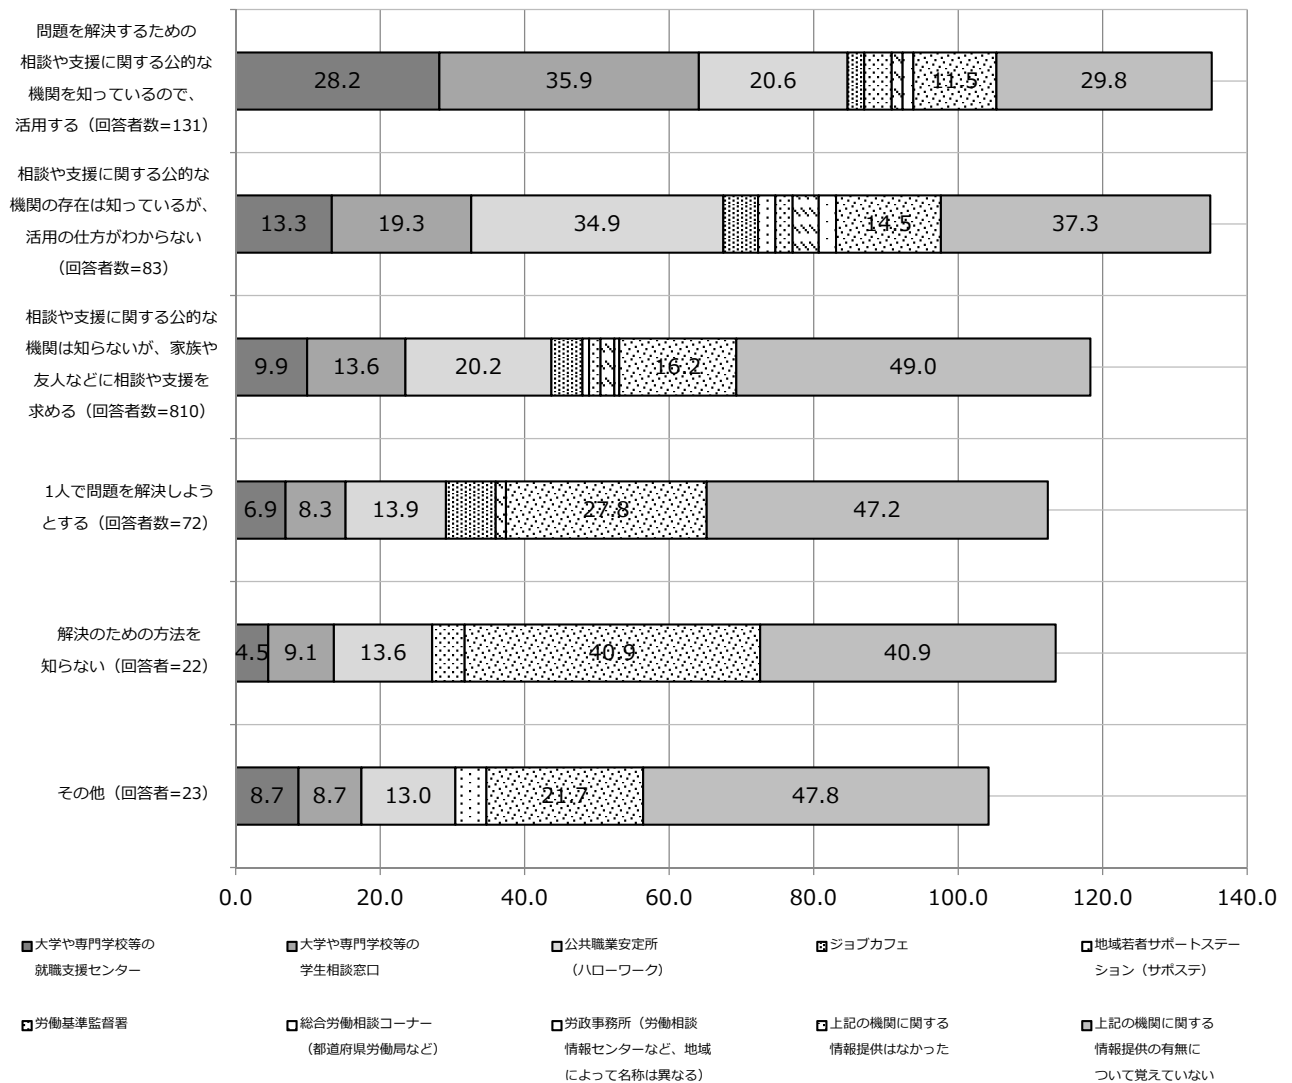 問題を解決するための
相談や支援に関する公的な
機関を知っているので、
活用する（回答者数=131）
28.2
35.9
20.6
11.5
29.8
相談や支援に関する公的な
機関の存在は知っているが、
活用の仕方がわからない
（回答者数=83）
13.3
19.3
34.9
14.5
37.3
相談や支援に関する公的な
機関は知らないが、家族や
友人などに相談や支援を
求める（回答者数=810）
9.9
13.6
20.2
16.2
49.0
1人で問題を解決しよう
とする（回答者数=72）
6.9
8.3
13.9
27.8
47.2
解決のための方法を
知らない（回答者=22）
4.5
9.1
13.6
40.9
40.9
その他（回答者=23）
8.7
8.7
13.0
21.7
47.8
0.0
20.0
40.0
60.0
80.0
100.0
120.0
140.0
大学や専門学校等の
就職支援センター
大学や専門学校等の
学生相談窓口
公共職業安定所
（ハローワーク）
ジョブカフェ
地域若者サポートステー
ション（サポステ）
労働基準監督署
総合労働相談コーナー
（都道府県労働局など）
労政事務所（労働相談
情報センターなど、地域
によって名称は異なる）
上記の機関に関する
情報提供はなかった
上記の機関に関する
情報提供の有無に
ついて覚えていない